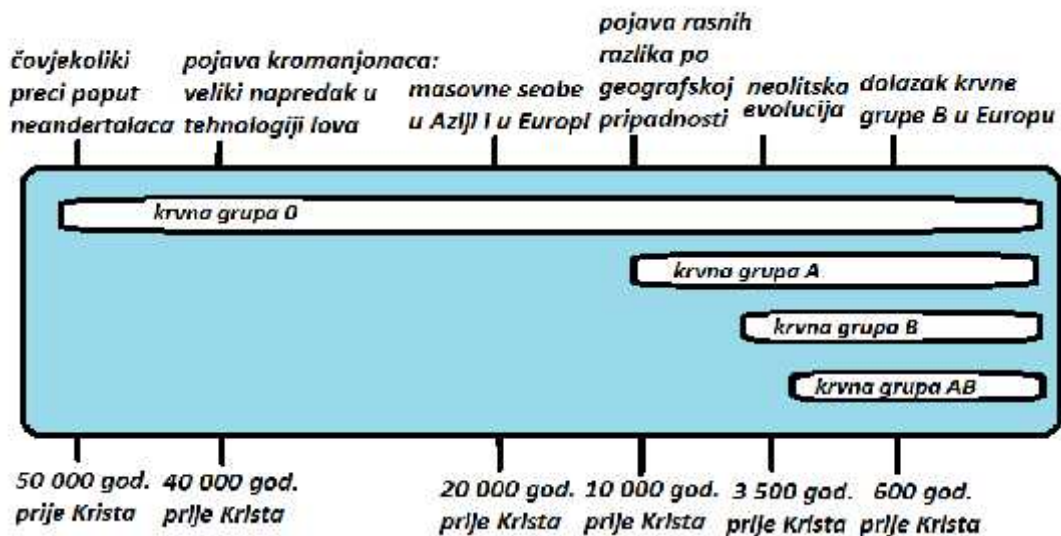 čovjekoliki
preci poput
neandertalaca
pojava kromanjonaca:
veliki napredak u
tehnologiji lova
masovne seobe
u Aziji i u Europi
pojava rasnih
razlika po
geografskoj
pripadnosti
neolitska
evolucija
dolazak krvne
grupe B u Europu
krvna grupa 0
krvna grupa A
krvna grupa B
krvna grupa AB
50 000 god.
prije Krista
40 000 god.
prije Krista
20 000 god.
prije Krista
10 000 god.
prije Krista
3 500 god.
prije Krista
600 god.
prije Krista